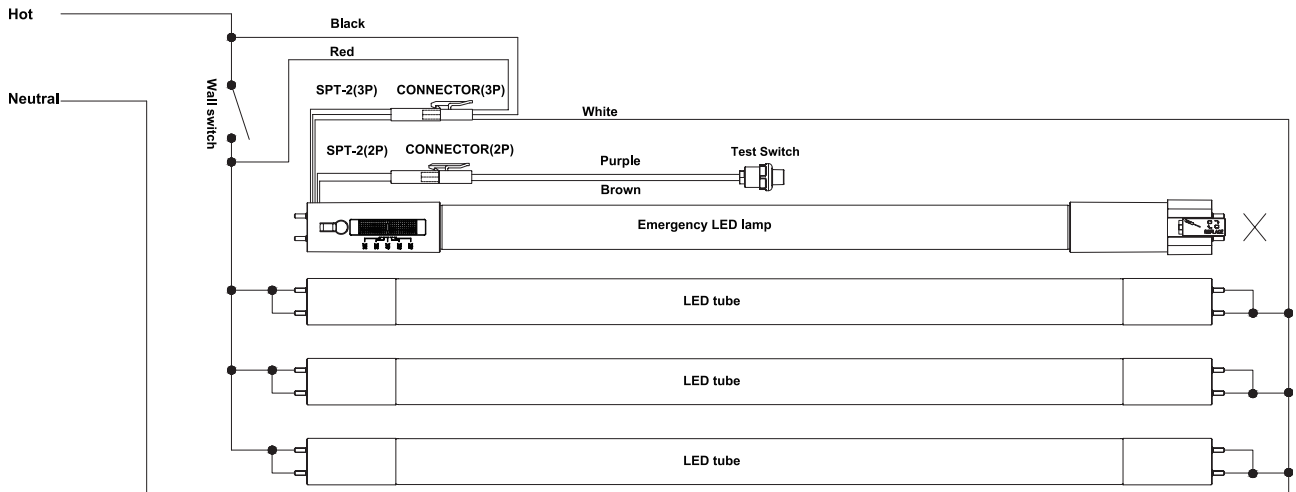 Hot
Black
Red
Neutral
Wall switch
SPT-2(3P)
CONNECTOR(3P)
White
SPT-2(2P)
CONNECTOR(2P)
Purple
Test Switch
Brown
Emergency LED lamp
LED tube
LED tube
LED tube